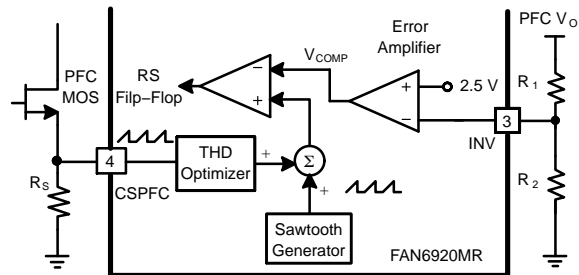 PFC VO
Error
Amplifier
VCOMP
PFC
MOS
RS
Filp–Flop
−
+
+
−
2.5 V
R1
3
INV
4
CSPFC
THD
Optimizer
+
Σ
+
RS
R2
Sawtooth
Generator
FAN6920MR